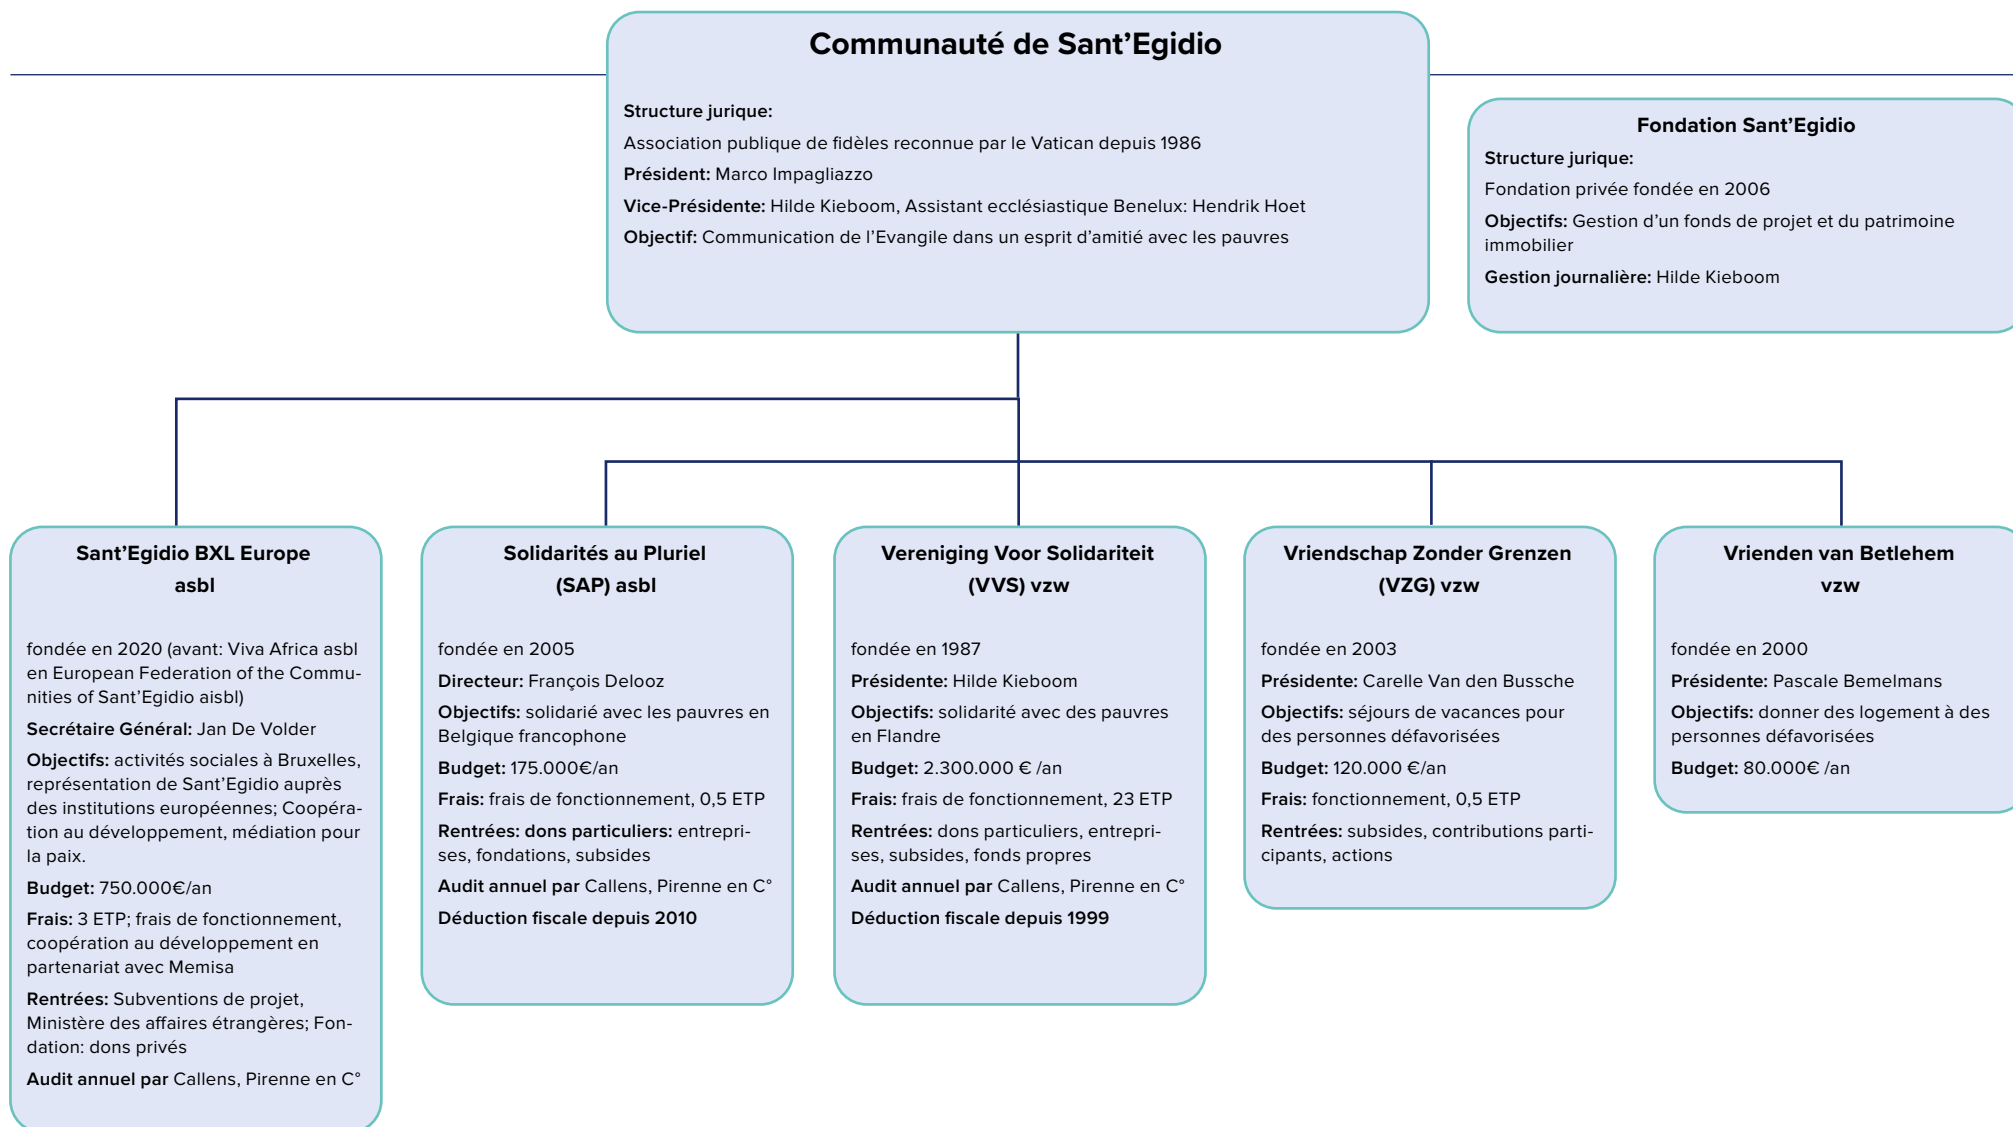 Communauté de Sant’Egidio
Structure jurique:
Association publique de fidèles reconnue par le Vatican depuis 1986
Président: Marco Impagliazzo
Vice-Présidente: Hilde Kieboom, Assistant ecclésiastique Benelux: Hendrik Hoet
Objectif: Communication de l’Evangile dans un esprit d’amitié avec les pauvres
Fondation Sant’Egidio
Structure jurique:
Fondation privée fondée en 2006
Objectifs: Gestion d’un fonds de projet et du patrimoine
immobilier
Gestion journalière: Hilde Kieboom
Sant’Egidio BXL Europe
asbl
fondée en 2020 (avant: Viva Africa asbl
en European Federation of the Commu-
nities of Sant’Egidio aisbl)
Secrétaire Général: Jan De Volder
Objectifs: activités sociales à Bruxelles,
représentation de Sant’Egidio auprès
des institutions européennes; Coopéra-
tion au développement, médiation pour
la paix.
Budget: 750.000€/an
Frais: 3 ETP; frais de fonctionnement,
coopération au développement en
partenariat avec Memisa
Rentrées: Subventions de projet,
Ministère des affaires étrangères; Fon-
dation: dons privés
Audit annuel par Callens, Pirenne en C°
Solidarités au Pluriel
(SAP) asbl
fondée en 2005
Directeur: François Delooz
Objectifs: solidarié avec les pauvres en
Belgique francophone
Budget: 175.000€/an
Frais: frais de fonctionnement, 0,5 ETP
Rentrées: dons particuliers: entrepri-
ses, fondations, subsides
Audit annuel par Callens, Pirenne en C°
Déduction fiscale depuis 2010
Vereniging Voor Solidariteit
(VVS) vzw
fondée en 1987
Présidente: Hilde Kieboom
Objectifs: solidarité avec des pauvres
en Flandre
Budget: 2.300.000 € /an
Frais: frais de fonctionnement, 23 ETP
Rentrées: dons particuliers, entrepri-
ses, subsides, fonds propres
Audit annuel par Callens, Pirenne en C°
Déduction fiscale depuis 1999
Vriendschap Zonder Grenzen
(VZG) vzw
fondée en 2003
Présidente: Carelle Van den Bussche
Objectifs: séjours de vacances pour
des personnes défavorisées
Budget: 120.000 €/an
Frais: fonctionnement, 0,5 ETP
Rentrées: subsides, contributions parti-
cipants, actions
Vrienden van Betlehem
vzw
fondée en 2000
Présidente: Pascale Bemelmans
Objectifs: donner des logement à des
personnes défavorisées
Budget: 80.000€ /an